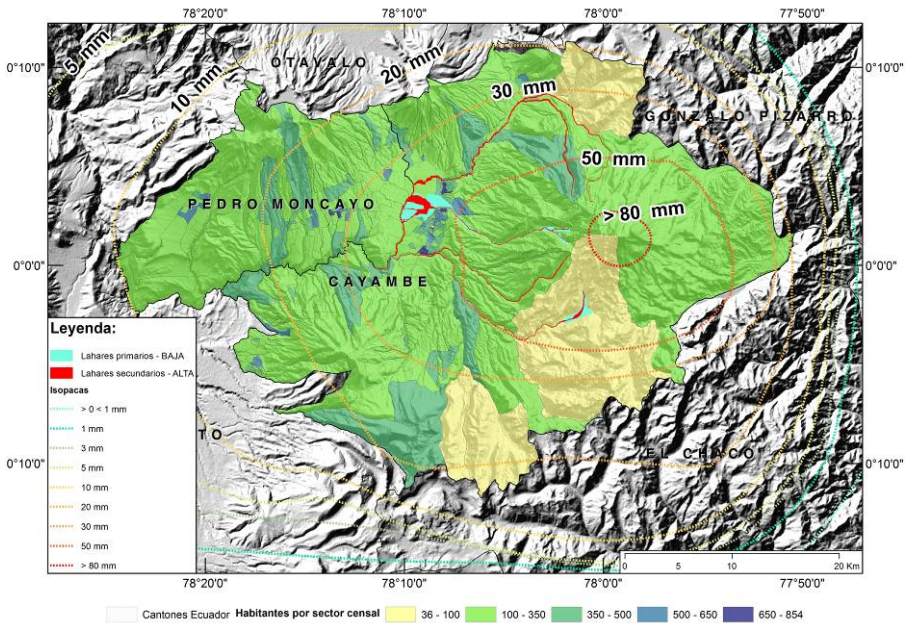 78°20'0" 78°10'0" 78°0'0" 77°50'0"
5 mm
10 mm
OTAVALO
20 mm
0°10'0" 0°10'0"
30 mm
GONZALO PIZARRO
50 mm
PEDRO MONCAYO
> 80 mm
0°0'0" 0°0'0"
CAYAMBE
Leyenda:
Lahares primarios - BAJA
Lahares secundarios - ALTA
Isopacas
> 0 < 1 mm
1 mm
3 mm
5 mm
10 mm
20 mm
30 mm
50 mm
> 80 mm
TO
EL CHACO
0°10'0" 0°10'0"
0 5 10 20 Km
78°20'0" 78°10'0" 78°0'0" 77°50'0"
Cantones Ecuador Habitantes por sector censal 36 - 100 100 - 350 350 - 500 500 - 650 650 - 854